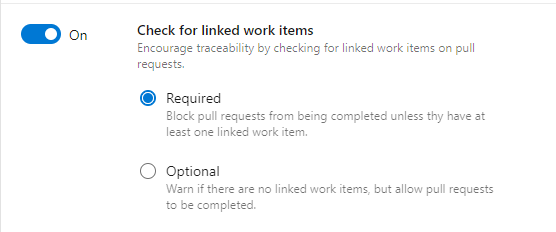 On
Check for linked work items
Encourage traceability by checking for linked work items on pull
requests.
Required
Block pull requests from being completed unless thy have at
least one linked work item.
Optional
Warn if there are no linked work items, but allow pull requests
to be completed.